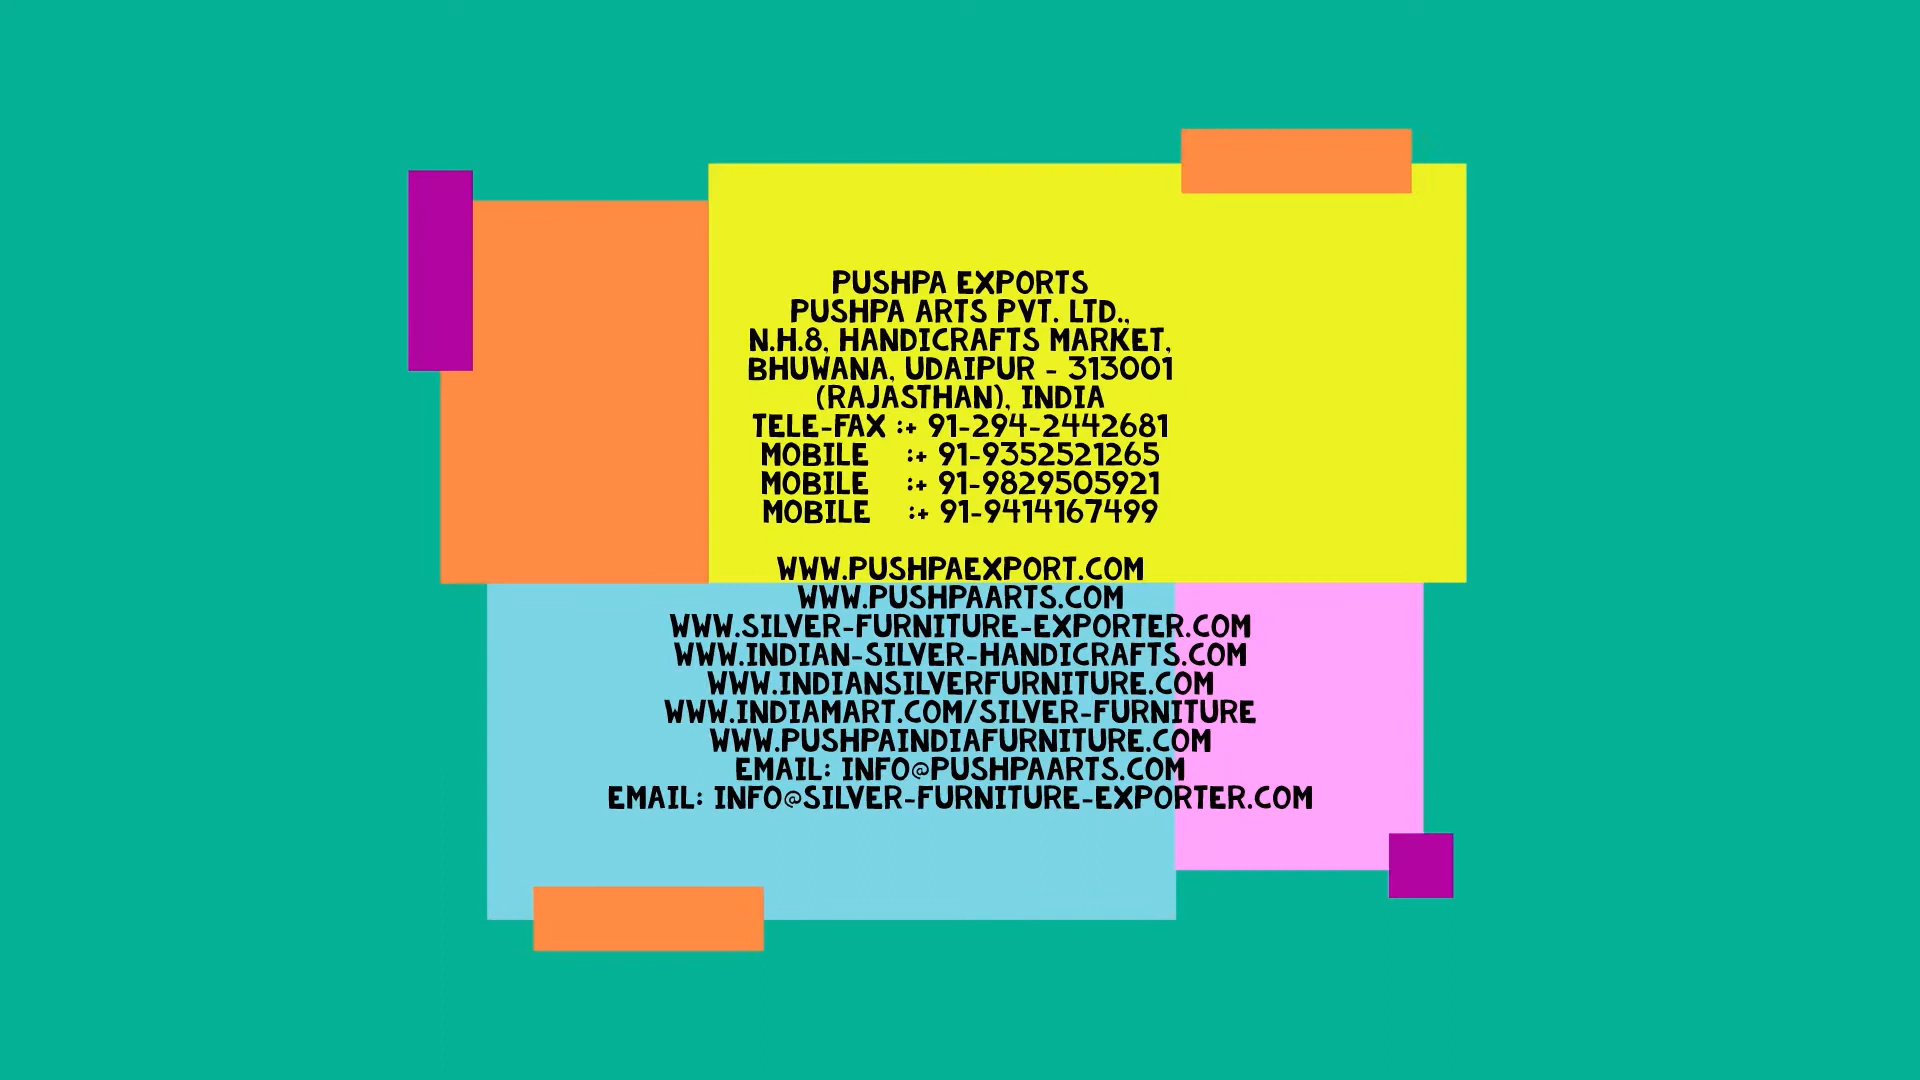 PUSHPA EXPORTS
PUSHPA ARTS PVT. LTD.,
N.H.8, HANDICRAFTS MARKET,
BHUWANA, UDAIPUR - 313001
(RAJASTHAN), INDIA
TELE-FAX :+ 91-294-2442681
MOBILE :+ 91-9352521265
MOBILE :+ 91-9829505921
MOBILE :+ 91-9414167499
WWW.PUSHPAEXPORT.COM
WWW.PUSHPAARTS.COM
WWW.SILVER-FURNITURE-EXPORTER.COM
WWW.INDIAN-SILVER-HANDICRAFTS.COM
WWW.INDIANSILVERFURNITURE.COM
WWW.INDIAMART.COM/SILVER-FURNITURE
WWW.PUSHPAINDIAFURNITURE.COM
EMAIL: INFO@PUSHPAARTS.COM
EMAIL: INFO@SILVER-FURNITURE-EXPORTER.COM